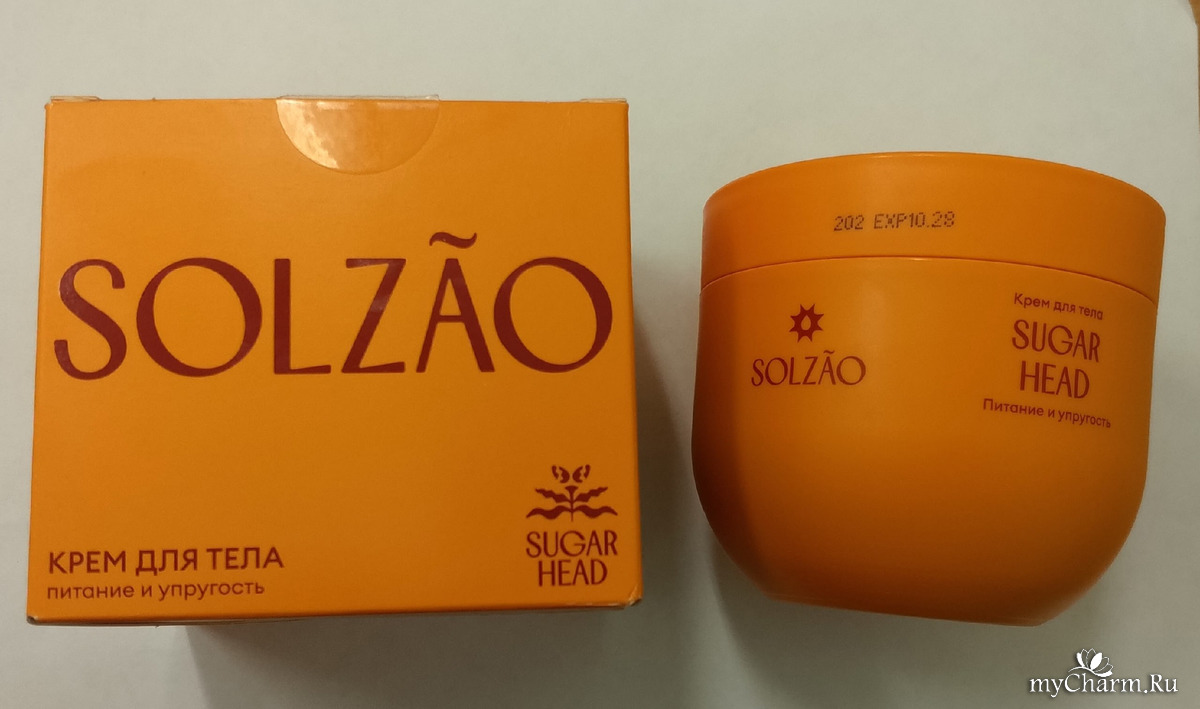 SOLZÃO
КРЕМ ДЛЯ ТЕЛА
питание и упругость
SUGAR
HEAD
202 EXP10.28
SOLZÃO
Крем для тела
SUGAR
HEAD
Питание и упругость
myCharm.Ru